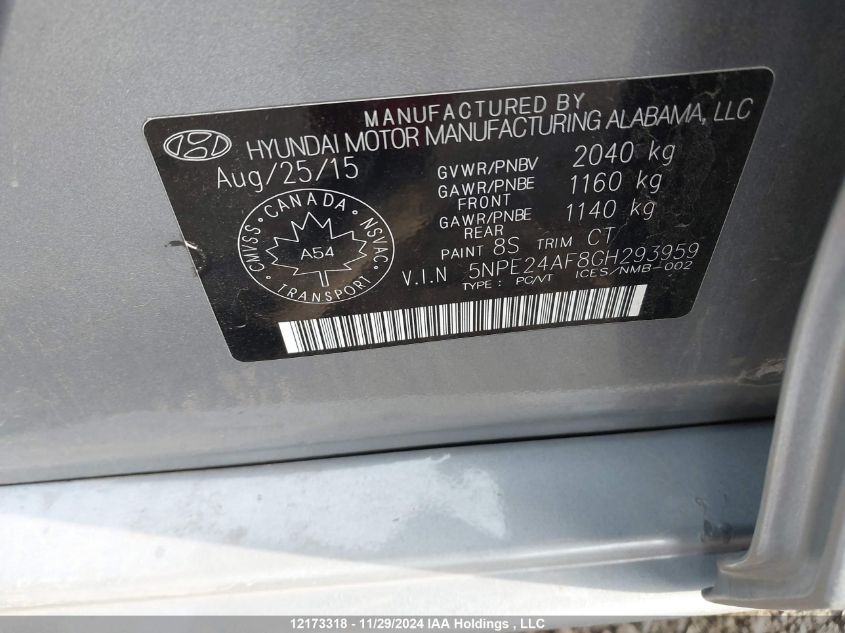 MANUFACTURED BY
HYUNDAI MOTOR MANUFACTURING ALABAMA, LLC
Aug/25/15
GVWR/PNBV 2040 kg
GAWR/PNBE FRONT 1160 kg
GAWR/PNBE REAR 1140 kg
PAINT 8S TRIM CT
V.I.N 5NPE24AF8GH293959
TYPE: PC/VT ICES/NMB-002
CMVSS · CANADA · NSVAC · TRANSPORT ·
A54
12173318 - 11/29/2024 IAA Holdings , LLC